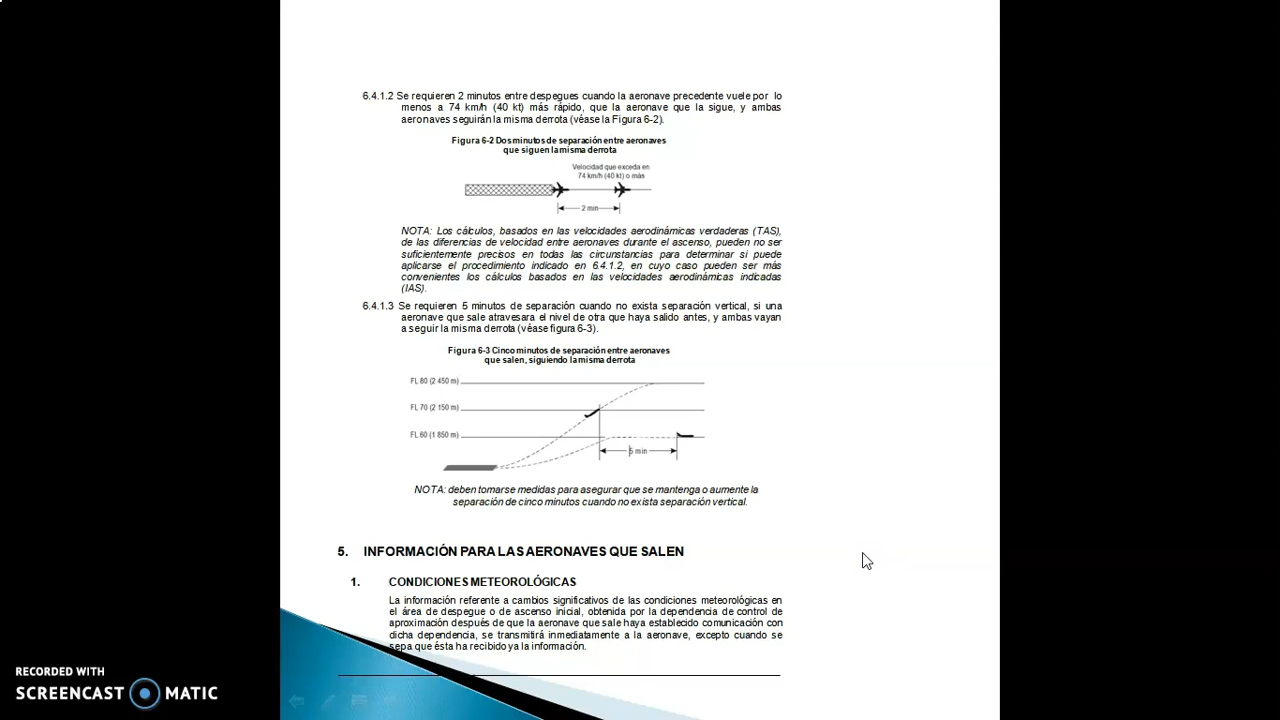 6.4.1.2 Se requieren 2 minutos entre despegues cuando la aeronave precedente vuele por lo
menos a 74 km/h (40 kt) más rápido, que la aeronave que la sigue, y ambas
aeronaves seguirán la misma derrota (véase la Figura 6-2).
Figura 6-2 Dos minutos de separación entre aeronaves
que siguen la misma derrota
Velocidad que exceda en
74 km/h (40 kt) o más
2 min
NOTA: Los cálculos, basados en las velocidades aerodinámicas verdaderas (TAS),
de las diferencias de velocidad entre aeronaves durante el ascenso, pueden no ser
suficientemente precisos en todas las circunstancias para determinar si puede
aplicarse el procedimiento indicado en 6.4.1.2, en cuyo caso pueden ser más
convenientes los cálculos basados en las velocidades aerodinámicas indicadas
(IAS).
6.4.1.3 Se requieren 5 minutos de separación cuando no exista separación vertical, si una
aeronave que sale atravesara el nivel de otra que haya salido antes, y ambas vayan
a seguir la misma derrota (véase figura 6-3).
Figura 6-3 Cinco minutos de separación entre aeronaves
que salen, siguiendo la misma derrota
FL 80 (2 450 m)
FL 70 (2 150 m)
FL 60 (1 850 m)
5 min
NOTA: deben tomarse medidas para asegurar que se mantenga o aumente la
separación de cinco minutos cuando no exista separación vertical.
5. INFORMACIÓN PARA LAS AERONAVES QUE SALEN
1. CONDICIONES METEOROLÓGICAS
La información referente a cambios significativos de las condiciones meteorológicas en
el área de despegue o de ascenso inicial, obtenida por la dependencia de control de
aproximación después de que la aeronave que sale haya establecido comunicación con
dicha dependencia, se transmitirá inmediatamente a la aeronave, excepto cuando se
sepa que ésta ha recibido ya la información.
RECORDED WITH
SCREENCAST MATIC